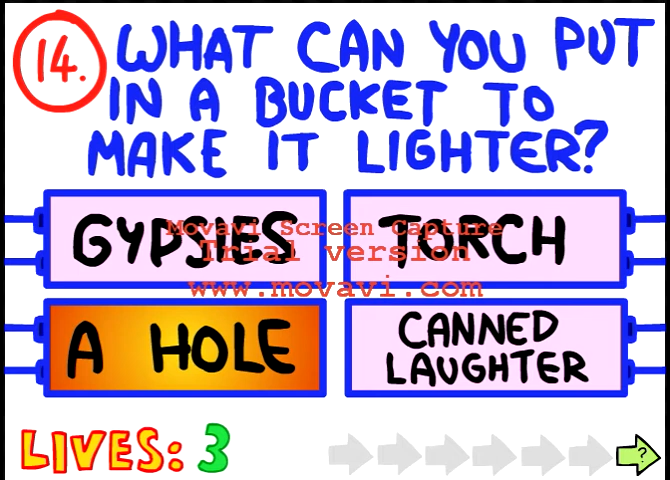 14. WHAT CAN YOU PUT
IN A BUCKET TO
MAKE IT LIGHTER?
GYPSIES
TORCH
Movavi Screen Capture
Trial version
www.movavi.com
A HOLE
CANNED
LAUGHTER
LIVES: 3
?